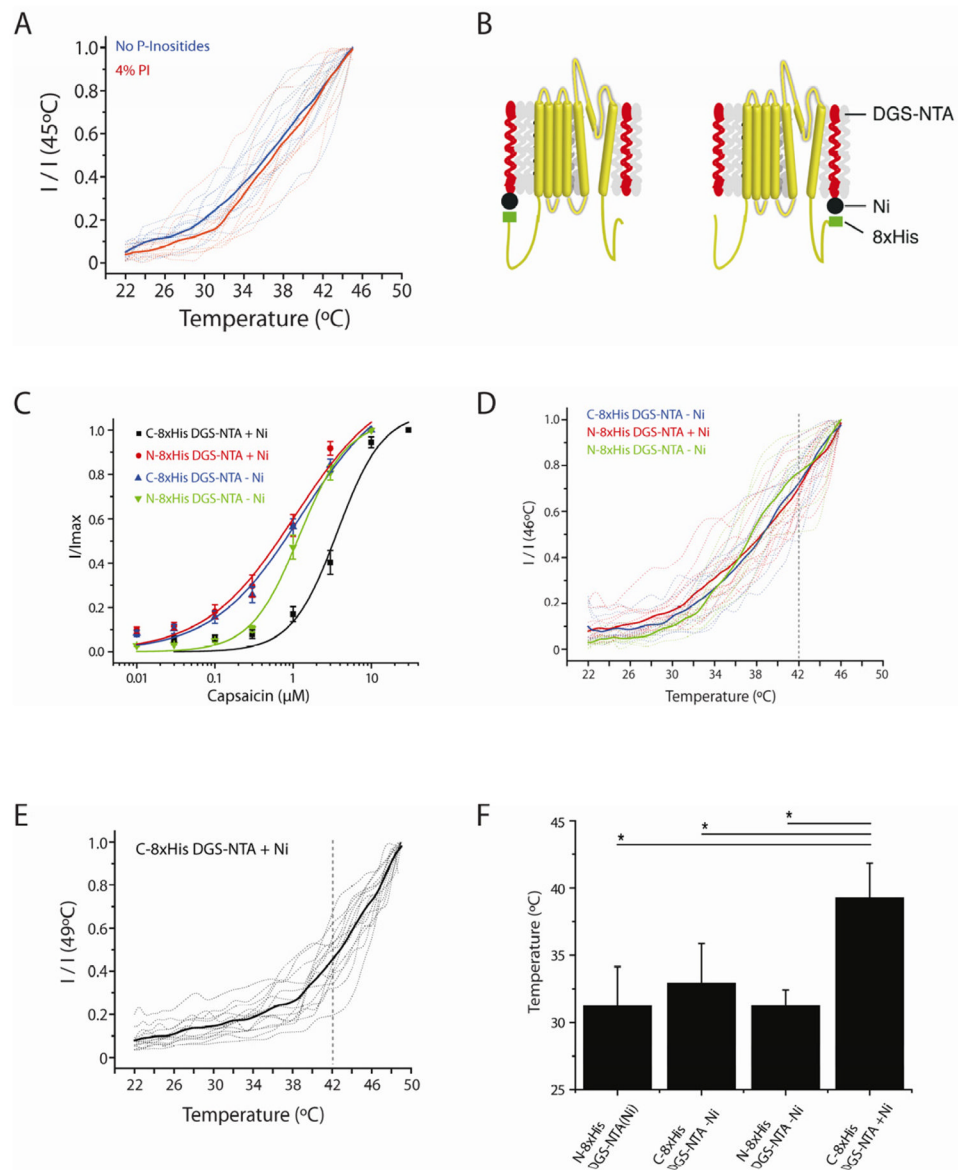 A
No P-Inositides
4% PI
I / I (45ºC)
1.0
0.8
0.6
0.4
0.2
0
22 26 30 34 38 42 46 50
Temperature (ºC)
B
DGS-NTA
Ni
8xHis
C
C-8xHis DGS-NTA + Ni
N-8xHis DGS-NTA + Ni
C-8xHis DGS-NTA - Ni
N-8xHis DGS-NTA - Ni
I/Imax
1.0
0.8
0.6
0.4
0.2
0.0
0.01 0.1 1 10
Capsaicin (µM)
D
C-8xHis DGS-NTA - Ni
N-8xHis DGS-NTA + Ni
N-8xHis DGS-NTA - Ni
I / I (46ºC)
1.0
0.8
0.6
0.4
0.2
0
22 26 30 34 38 42 46 50
Temperature (ºC)
E
C-8xHis DGS-NTA + Ni
I / I (49ºC)
1.0
0.8
0.6
0.4
0.2
0
22 26 30 34 38 42 46 50
Temperature (ºC)
F
Temperature (ºC)
45
40
35
30
25
*
*
*
N-8xHis
DGS-NTA(Ni)
C-8xHis
DGS-NTA -Ni
N-8xHis
DGS-NTA -Ni
C-8xHis
DGS-NTA +Ni